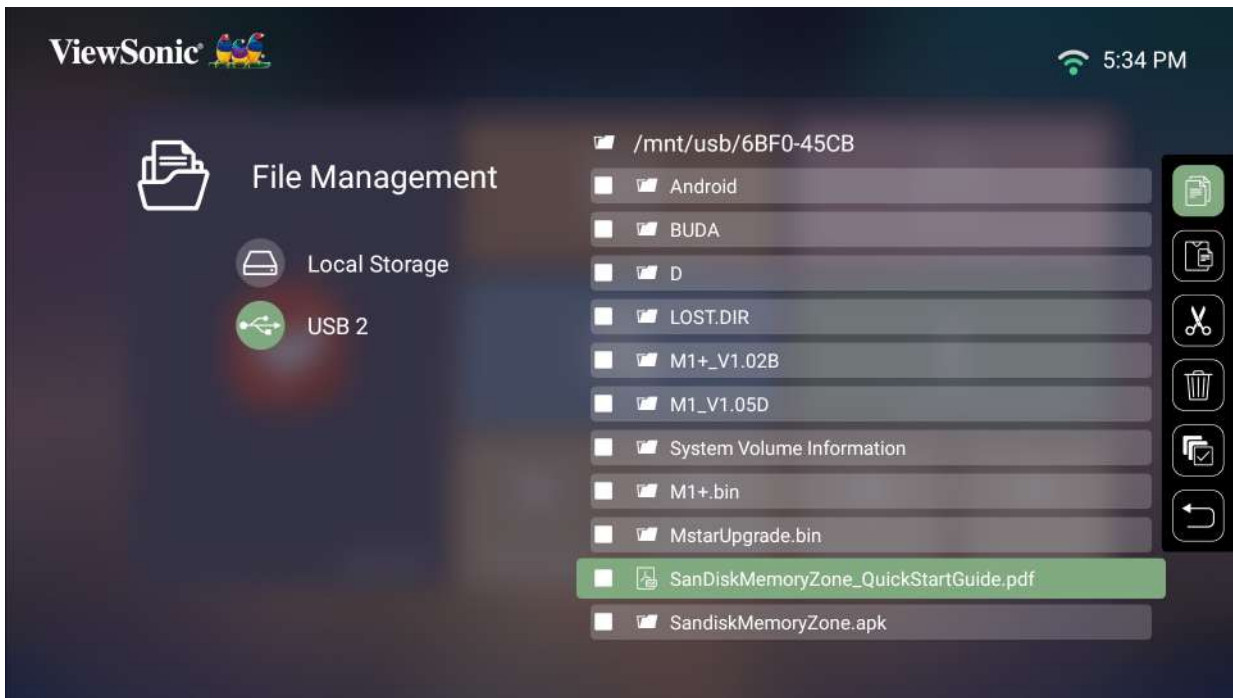 ViewSonic
5:34 PM
File Management
Local Storage
USB 2
/mnt/usb/6BF0-45CB
Android
BUDA
D
LOST.DIR
M1+_V1.02B
M1_V1.05D
System Volume Information
M1+.bin
MstarUpgrade.bin
SanDiskMemoryZone_QuickStartGuide.pdf
SandiskMemoryZone.apk